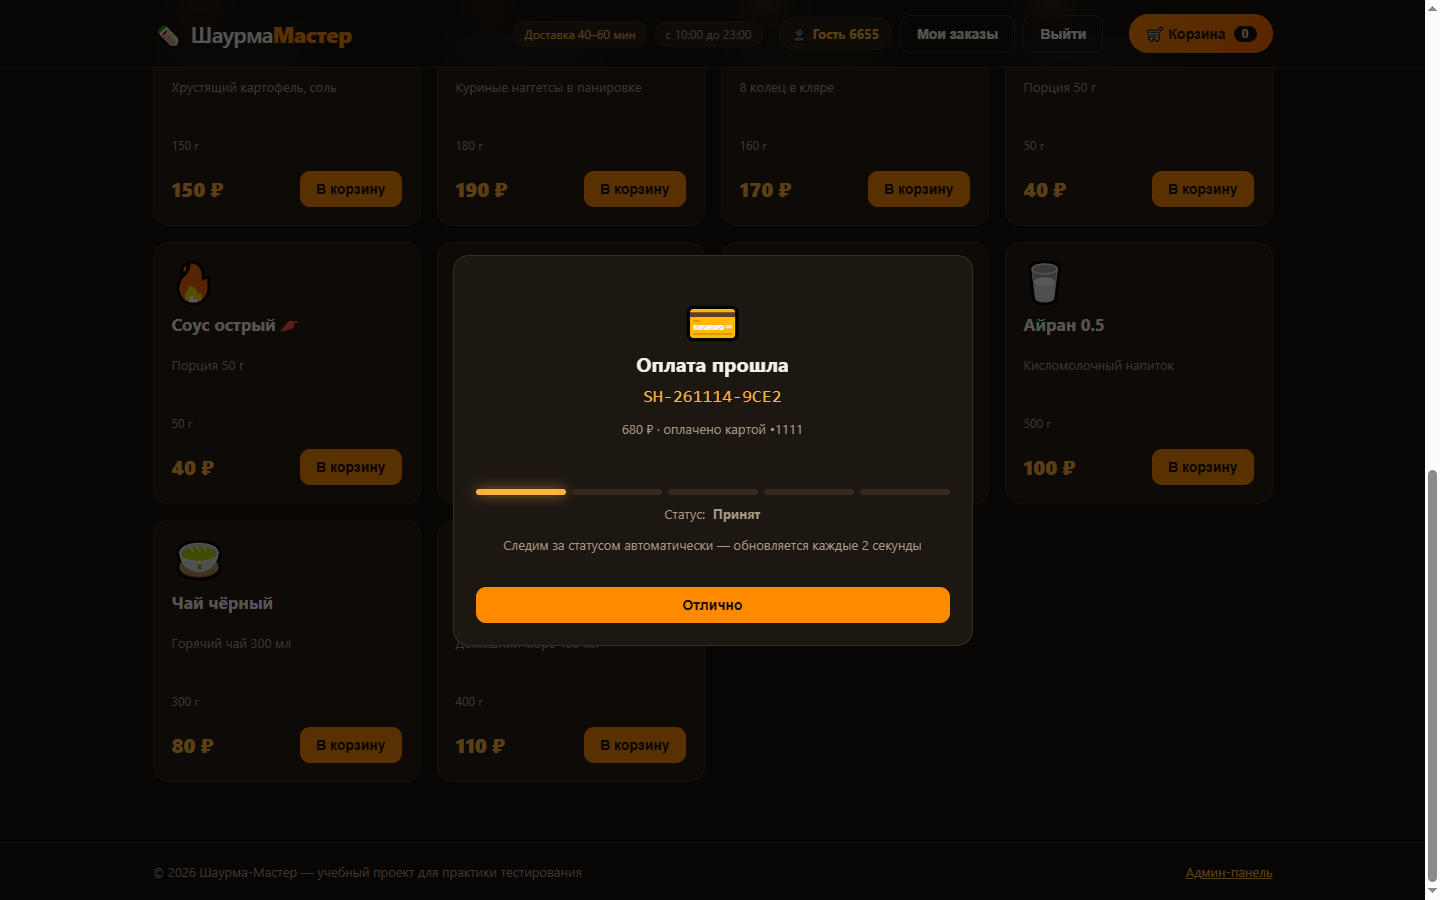 ШаурмаМастер
Доставка 40–60 мин
с 10:00 до 23:00
Гость 6655
Мои заказы
Выйти
Корзина 0
Хрустящий картофель, соль
Куриные наггетсы в панировке
8 колец в кляре
Порция 50 г
150 г
180 г
160 г
50 г
150 ₽ В корзину
190 ₽ В корзину
170 ₽ В корзину
40 ₽ В корзину
Соус острый
Порция 50 г
50 г
40 ₽ В корзину
Айран 0.5
Кисломолочный напиток
500 г
100 ₽ В корзину
Оплата прошла
SH-261114-9CE2
680 ₽ · оплачено картой •1111
Статус: Принят
Следим за статусом автоматически — обновляется каждые 2 секунды
Отлично
Чай чёрный
Горячий чай 300 мл
300 г
80 ₽ В корзину
400 г
110 ₽ В корзину
© 2026 Шаурма-Мастер — учебный проект для практики тестирования
Админ-панель